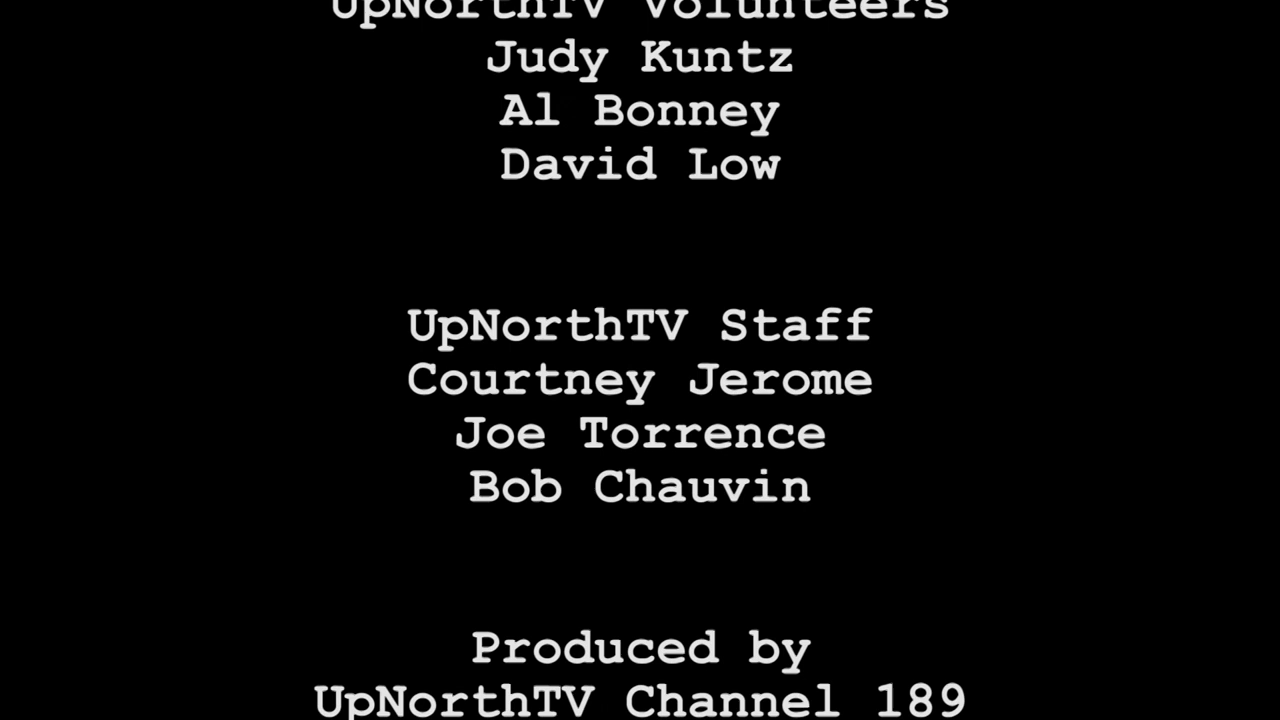 UpNorthTV Volunteers
Judy Kuntz
Al Bonney
David Low
UpNorthTV Staff
Courtney Jerome
Joe Torrence
Bob Chauvin
Produced by
UpNorthTV Channel 189